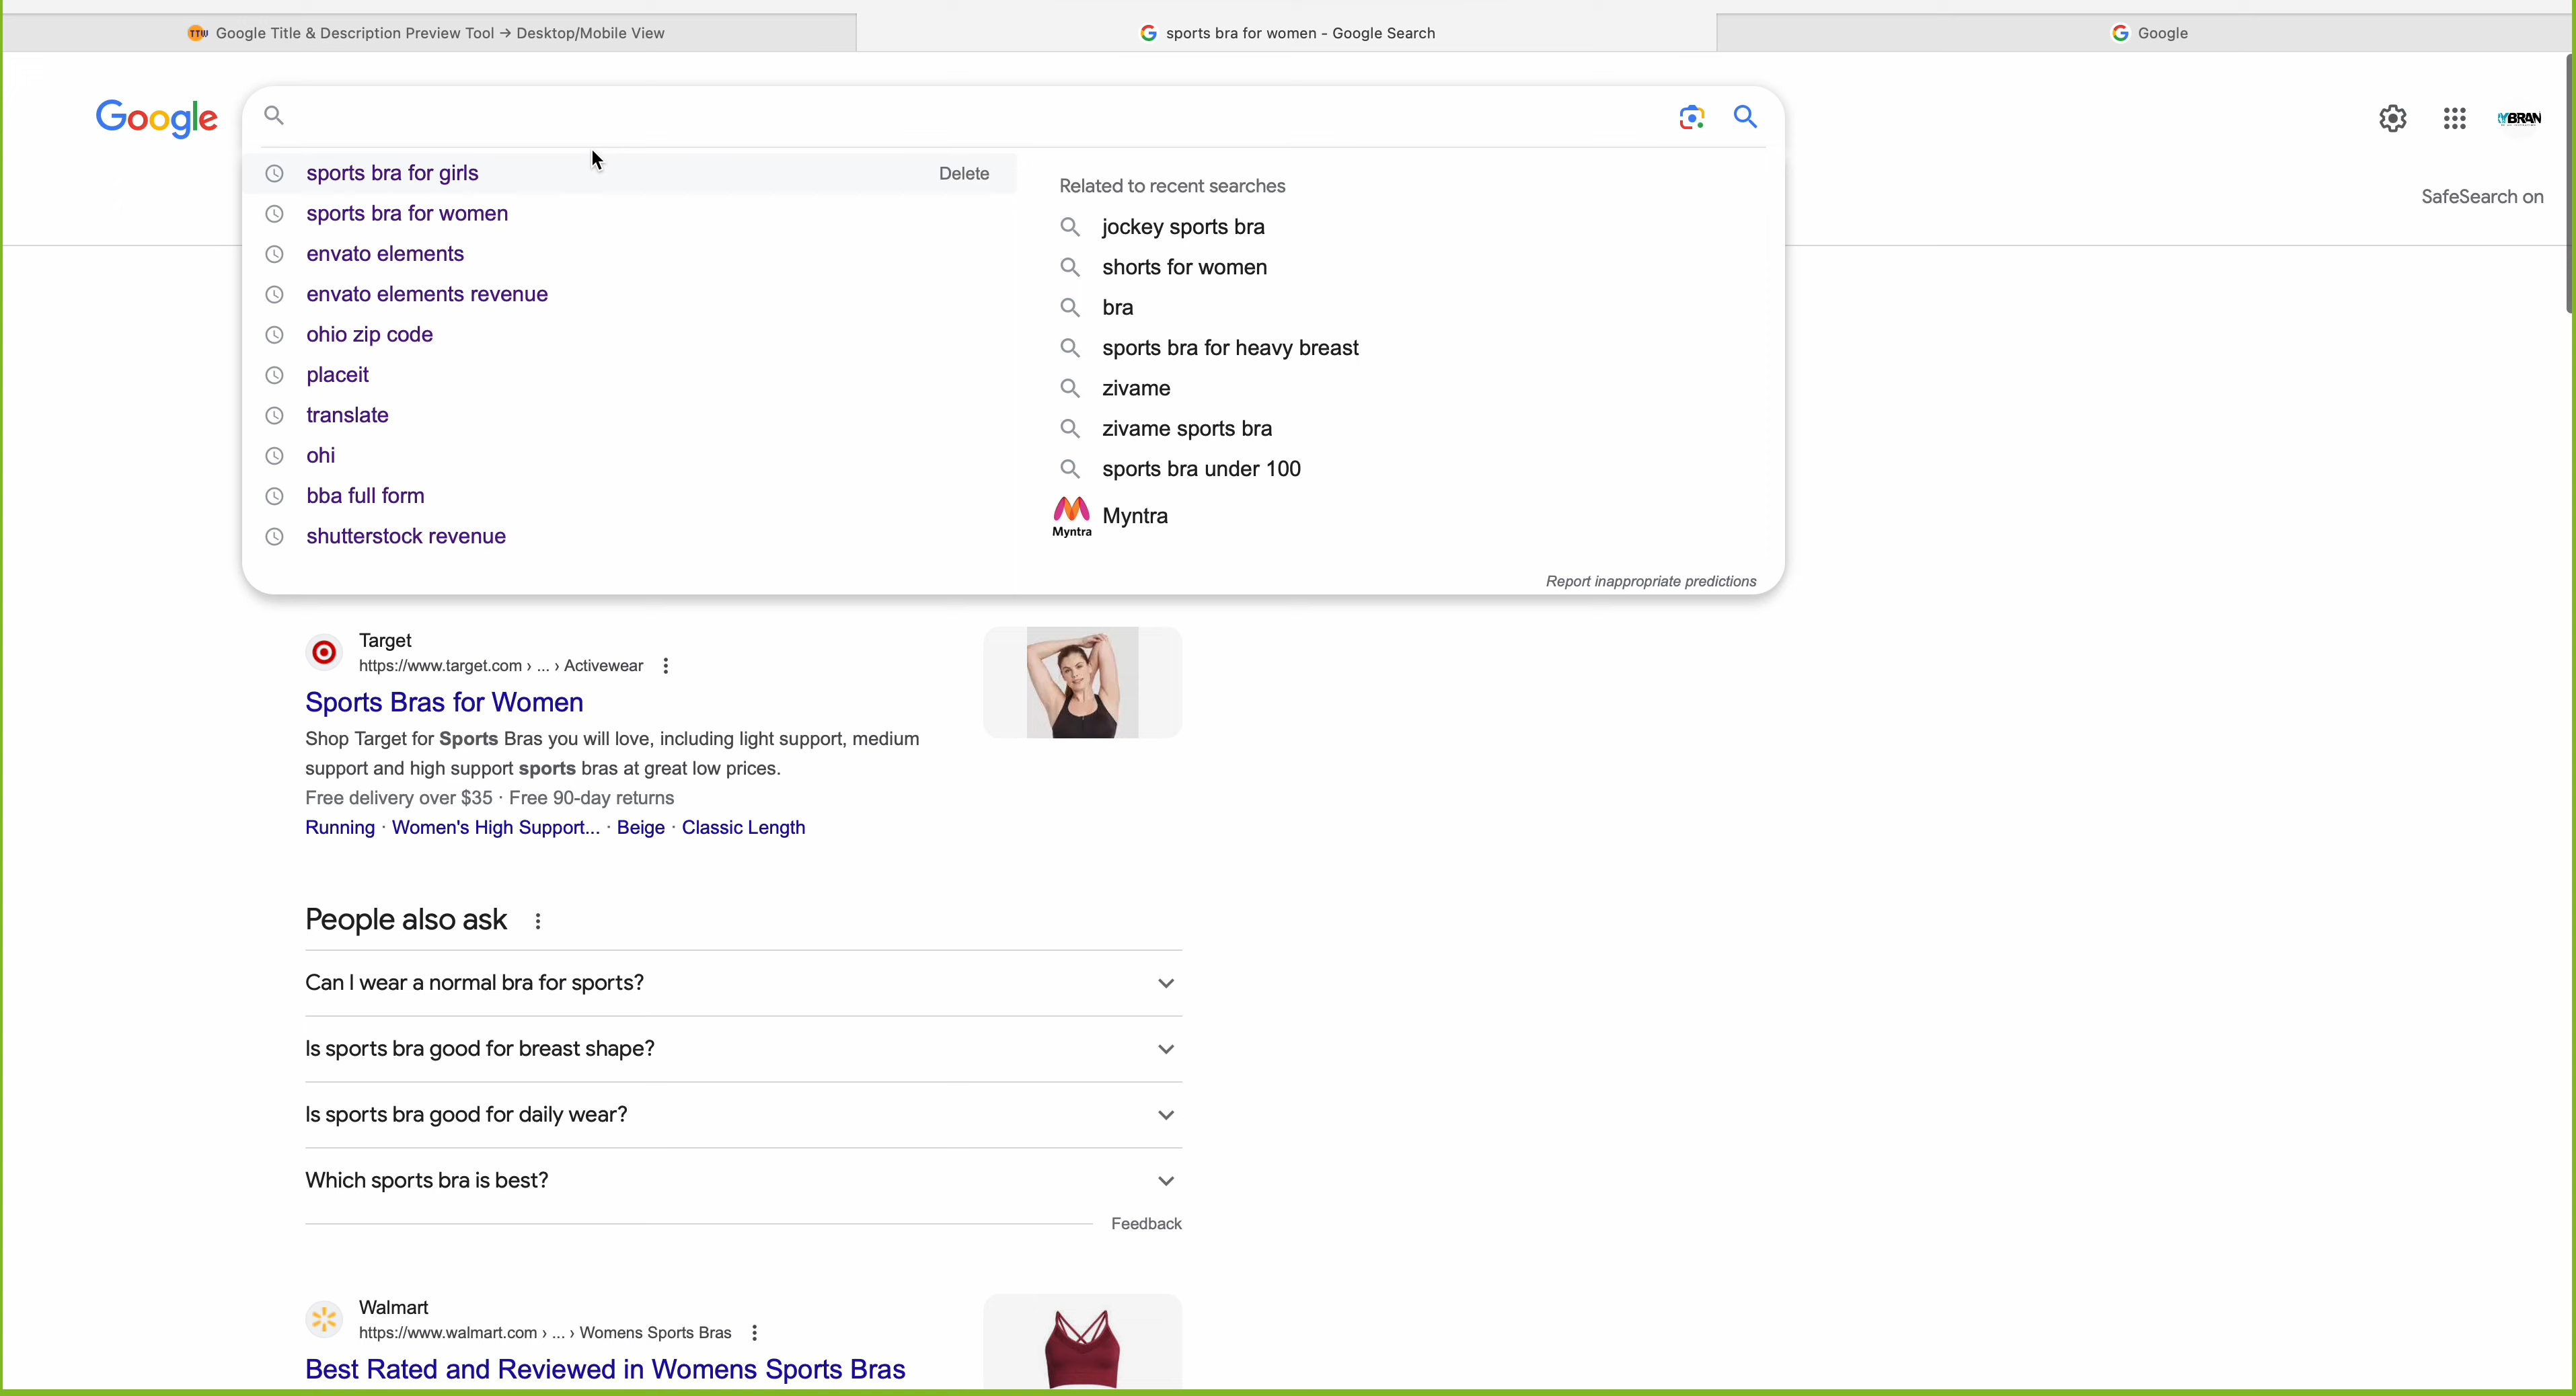 Google Title & Description Preview Tool → Desktop/Mobile View
sports bra for women - Google Search
Google
Google
sports bra for girls
Delete
sports bra for women
envato elements
envato elements revenue
ohio zip code
placeit
translate
ohi
bba full form
shutterstock revenue
Related to recent searches
jockey sports bra
shorts for women
bra
sports bra for heavy breast
zivame
zivame sports bra
sports bra under 100
Myntra
Myntra
Report inappropriate predictions
SafeSearch on
Target
https://www.target.com › ... › Activewear
Sports Bras for Women
Shop Target for Sports Bras you will love, including light support, medium
support and high support sports bras at great low prices.
Free delivery over $35 · Free 90-day returns
Running · Women's High Support... · Beige · Classic Length
People also ask
Can I wear a normal bra for sports?
Is sports bra good for breast shape?
Is sports bra good for daily wear?
Which sports bra is best?
Feedback
Walmart
https://www.walmart.com › ... › Womens Sports Bras
Best Rated and Reviewed in Womens Sports Bras